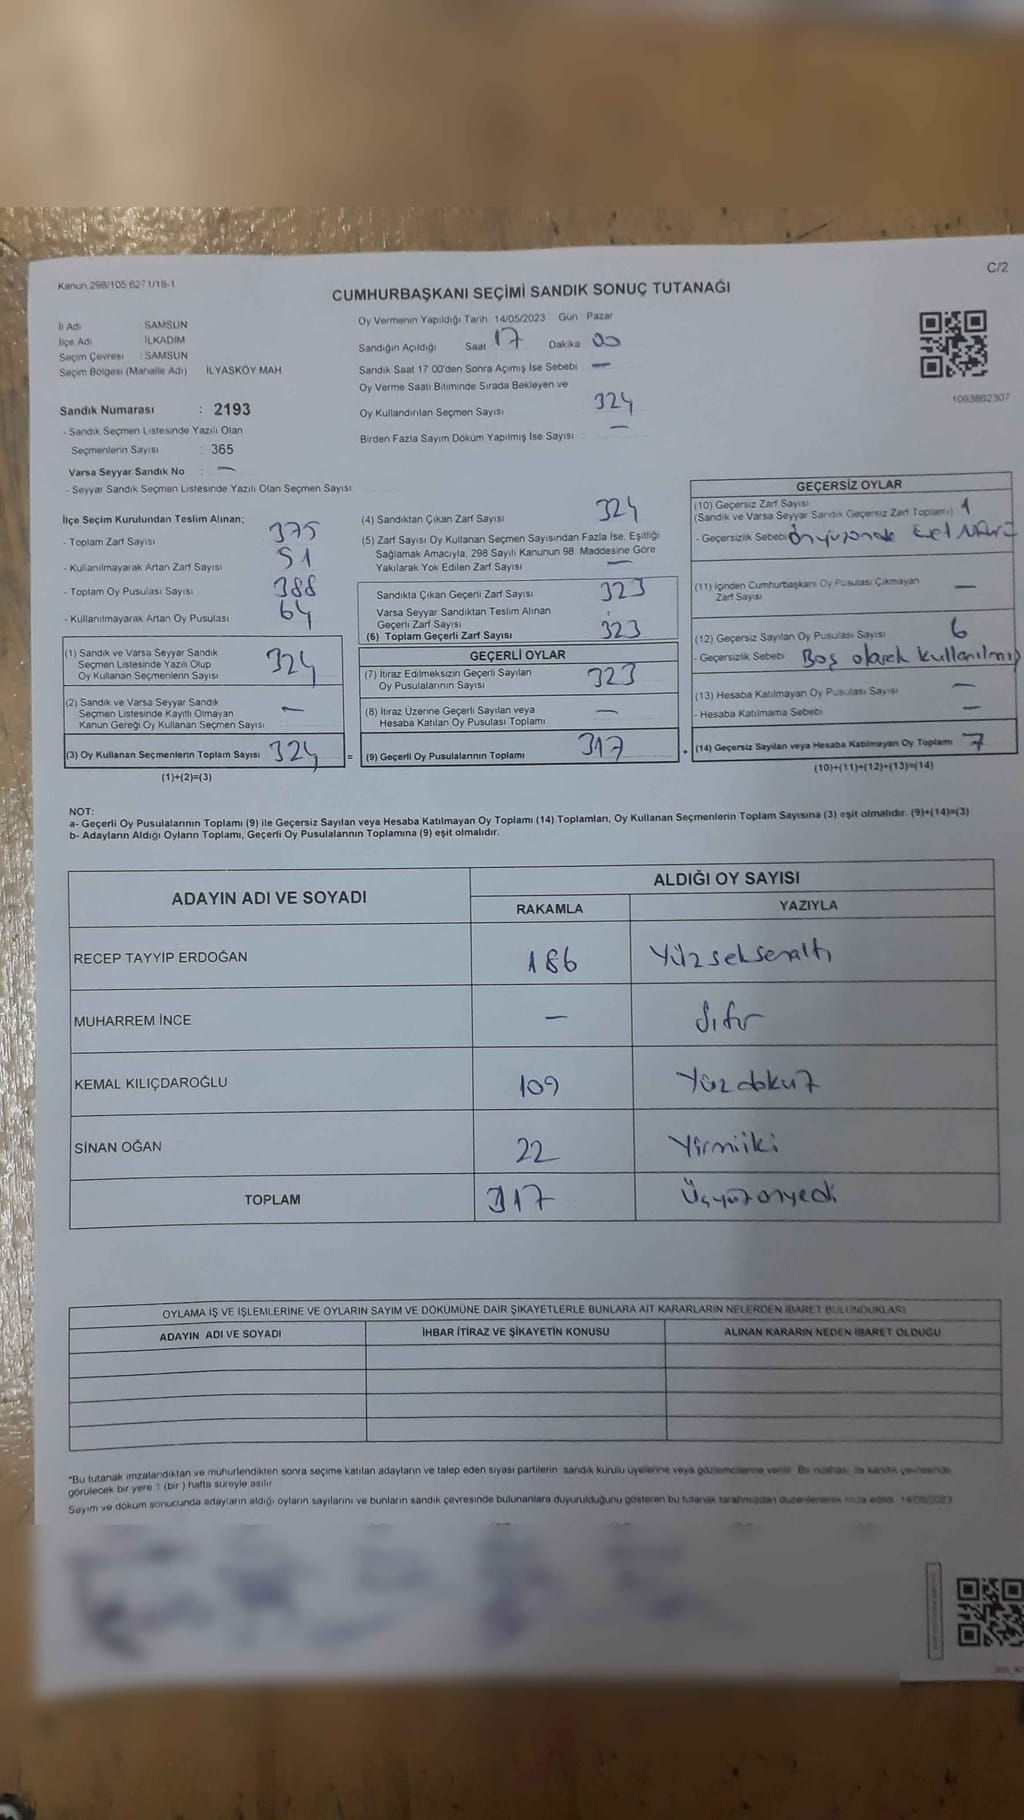 Kanun 298/105,627 1/18-1
C/2
CUMHURBAŞKANI SEÇİMİ SANDIK SONUÇ TUTANAĞI
İl Adı SAMSUN
İlçe Adı İLKADIM
Seçim Çevresi : SAMSUN
Seçim Bölgesi (Mahalle Adı) İLYASKÖY MAH
Sandık Numarası : 2193
- Sandık Seçmen Listesinde Yazılı Olan
Seçmenlerin Sayısı : 365
Varsa Seyyar Sandık No : —
- Seyyar Sandık Seçmen Listesinde Yazılı Olan Seçmen Sayısı
Oy Vermenin Yapıldığı Tarih 14/05/2023 Gün Pazar
Sandığın Açıldığı Saat 17 Dakika 00
Sandık Saat 17 00'den Sonra Açımış İse Sebebi —
Oy Verme Saati Bitiminde Sırada Bekleyen ve
Oy Kullandırılan Seçmen Sayısı 324
Birden Fazla Sayım Döküm Yapılmış İse Sayısı —
1093862307
İlçe Seçim Kurulundan Teslim Alınan;
- Toplam Zarf Sayısı 375
- Kullanılmayarak Artan Zarf Sayısı 51
- Toplam Oy Pusulası Sayısı 388
- Kullanılmayarak Artan Oy Pusulası 64
(1) Sandık ve Varsa Seyyar Sandık
Seçmen Listesinde Yazılı Olup
Oy Kullanan Seçmenlerin Sayısı 324
(2) Sandık ve Varsa Seyyar Sandık
Seçmen Listesinde Kayıtlı Olmayan
Kanun Gereği Oy Kullanan Seçmen Sayısı —
(3) Oy Kullanan Seçmenlerin Toplam Sayısı 324 =
(1)+(2)=(3)
(4) Sandıktan Çıkan Zarf Sayısı 324
(5) Zarf Sayısı Oy Kullanan Seçmen Sayısından Fazla İse, Eşitliği
Sağlamak Amacıyla; 298 Sayılı Kanunun 98. Maddesine Göre
Yakılarak Yok Edilen Zarf Sayısı —
Sandıkta Çıkan Geçerli Zarf Sayısı 323
Varsa Seyyar Sandıktan Teslim Alınan
Geçerli Zarf Sayısı
(6) Toplam Geçerli Zarf Sayısı 323
GEÇERLİ OYLAR
(7) İtiraz Edilmeksizin Geçerli Sayılan
Oy Pusulalarının Sayısı 323
(8) İtiraz Üzerine Geçerli Sayılan veya
Hesaba Katılan Oy Pusulası Toplamı —
(9) Geçerli Oy Pusulalarının Toplamı 317 +
GEÇERSİZ OYLAR
(10) Geçersiz Zarf Sayısı
(Sandık ve Varsa Seyyar Sandık Geçersiz Zarf Toplamı) 1
- Geçersizlik Sebebi Önyüzünde Evet
(11) İçinden Cumhurbaşkanı Oy Pusulası Çıkmayan
Zarf Sayısı —
(12) Geçersiz Sayılan Oy Pusulası Sayısı 6
- Geçersizlik Sebebi Boş olarak kullanılmış
(13) Hesaba Katılmayan Oy Pusulası Sayısı —
- Hesaba Katılmama Sebebi —
(14) Geçersiz Sayılan veya Hesaba Katılmayan Oy Toplamı 7
(10)+(11)+(12)+(13)=(14)
NOT:
a- Geçerli Oy Pusulalarının Toplamı (9) ile Geçersiz Sayılan veya Hesaba Katılmayan Oy Toplamı (14) Toplamları, Oy Kullanan Seçmenlerin Toplam Sayısına (3) eşit olmalıdır. (9)+(14)=(3)
b- Adayların Aldığı Oyların Toplamı, Geçerli Oy Pusulalarının Toplamına (9) eşit olmalıdır.
ADAYIN ADI VE SOYADI ALDIĞI OY SAYISI
RAKAMLA YAZIYLA
RECEP TAYYİP ERDOĞAN 186 Yüzseksenaltı
MUHARREM İNCE — Sıfır
KEMAL KILIÇDAROĞLU 109 Yüzdokuz
SİNAN OĞAN 22 Yirmiiki
TOPLAM 317 Üçyüzonyedi
OYLAMA İŞ VE İŞLEMLERİNE VE OYLARIN SAYIM VE DÖKÜMÜNE DAİR ŞİKAYETLERLE BUNLARA AİT KARARLARIN NELERDEN İBARET BULUNDUKLARI
ADAYIN ADI VE SOYADI İHBAR İTİRAZ VE ŞİKAYETİN KONUSU ALINAN KARARIN NEDEN İBARET OLDUĞU
*Bu tutanak imzalandıktan ve mühürlendikten sonra seçime katılan adayların ve talep eden siyasi partilerin sandık kurulu üyelerine veya gözlemcilerine verilir. Bir nüshası da sandık çevresinde
görülecek bir yere 1 (bir ) hafta süreyle asılır
Sayım ve döküm sonucunda adayların aldığı oyların sayılarını ve bunların sandık çevresinde bulunanlara duyurulduğunu gösteren bu tutanak tarafımızdan düzenlenerek imza edildi. 14/05/2023